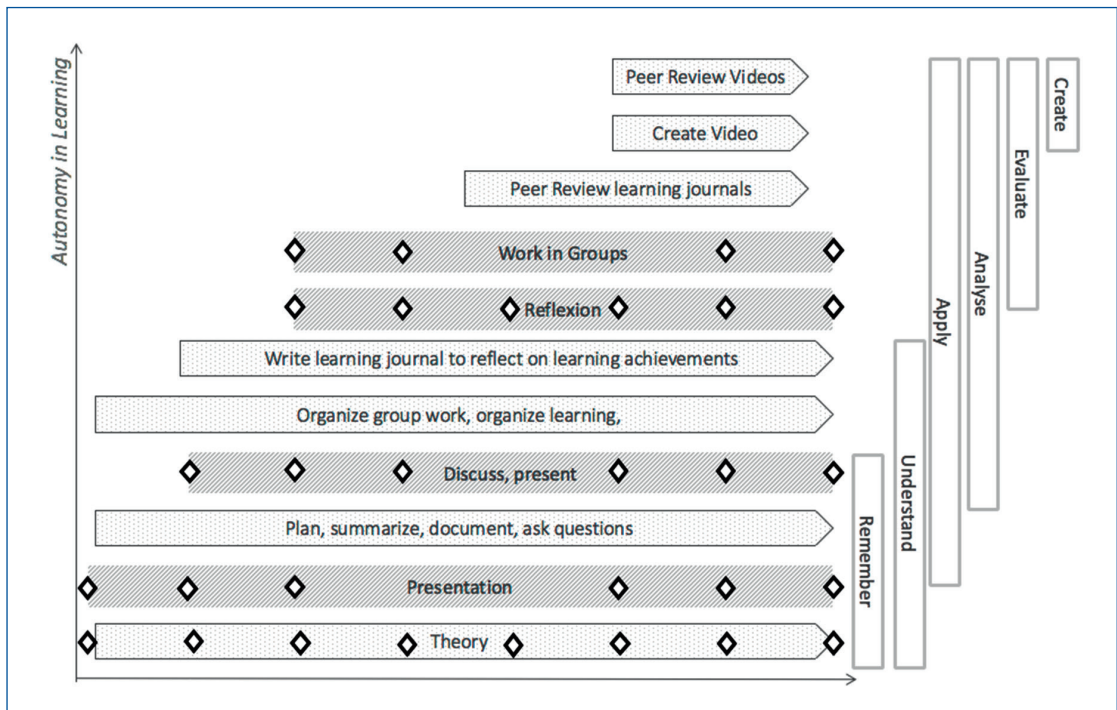 Autonomy in Learning
Peer Review Videos
Create Video
Peer Review learning journals
Work in Groups
Reflexion
Write learning journal to reflect on learning achievements
Organize group work, organize learning,
Discuss, present
Plan, summarize, document, ask questions
Presentation
Theory
Remember
Understand
Apply
Analyse
Evaluate
Create